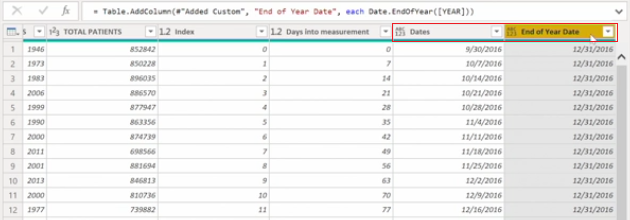 = Table.AddColumn(#"Added Custom", "End of Year Date", each Date.EndOfYear([YEAR]))
S 1²3 TOTAL PATIENTS 1.2 Index 1.2 Days into measurement ABC 123 Dates ABC 123 End of Year Date
1 1946 852842 0 0 9/30/2016 12/31/2016
2 1973 850228 1 7 10/7/2016 12/31/2016
3 1983 896035 2 14 10/14/2016 12/31/2016
4 2006 886570 3 21 10/21/2016 12/31/2016
5 1999 877947 4 28 10/28/2016 12/31/2016
6 1990 863356 5 35 11/4/2016 12/31/2016
7 2000 874739 6 42 11/11/2016 12/31/2016
8 2011 698566 7 49 11/18/2016 12/31/2016
9 2001 881694 8 56 11/25/2016 12/31/2016
10 2013 846813 9 63 12/2/2016 12/31/2016
11 2000 810736 10 70 12/9/2016 12/31/2016
12 1977 739882 11 77 12/16/2016 12/31/2016